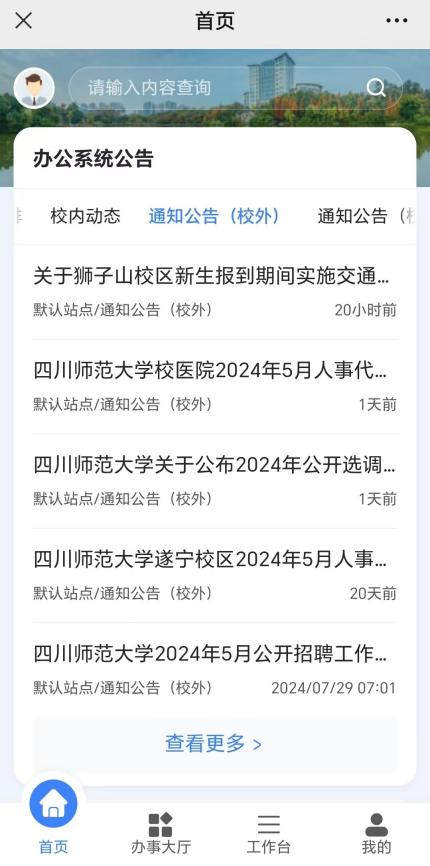 首页
请输入内容查询
办公系统公告
校内动态 通知公告（校外） 通知公告（
关于狮子山校区新生报到期间实施交通...
默认站点/通知公告（校外） 20小时前
四川师范大学校医院2024年5月人事代...
默认站点/通知公告（校外） 1天前
四川师范大学关于公布2024年公开选调...
默认站点/通知公告（校外） 1天前
四川师范大学遂宁校区2024年5月人事...
默认站点/通知公告（校外） 20天前
四川师范大学2024年5月公开招聘工作...
默认站点/通知公告（校外） 2024/07/29 07:01
查看更多 >
首页 办事大厅 工作台 我的